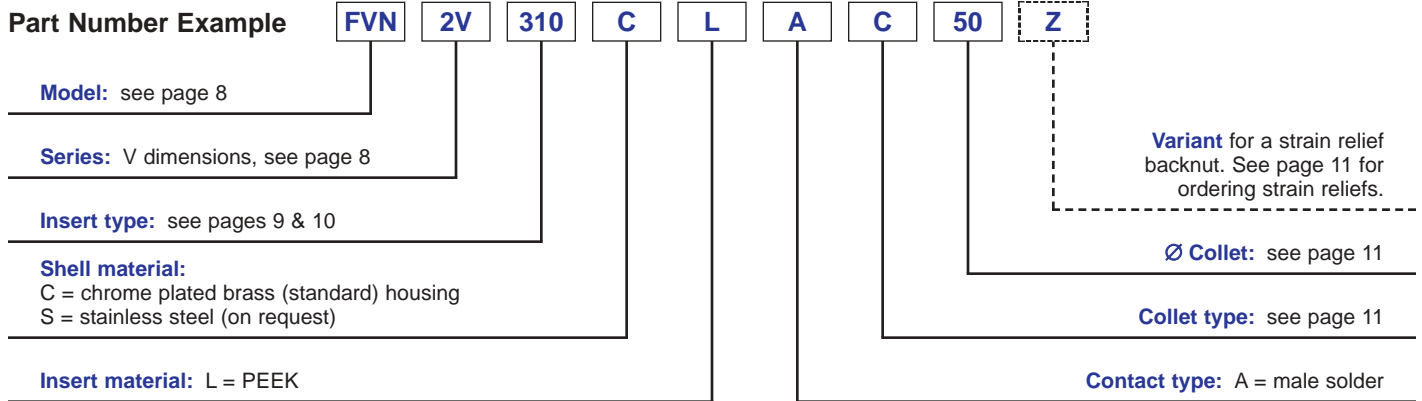 Part Number Example FVN 2V 310 C L A C 50 Z
Model: see page 8
Series: V dimensions, see page 8
Insert type: see pages 9 & 10
Shell material:
C = chrome plated brass (standard) housing
S = stainless steel (on request)
Insert material: L = PEEK
Variant for a strain relief
backnut. See page 11 for
ordering strain reliefs.
Ø Collet: see page 11
Collet type: see page 11
Contact type: A = male solder